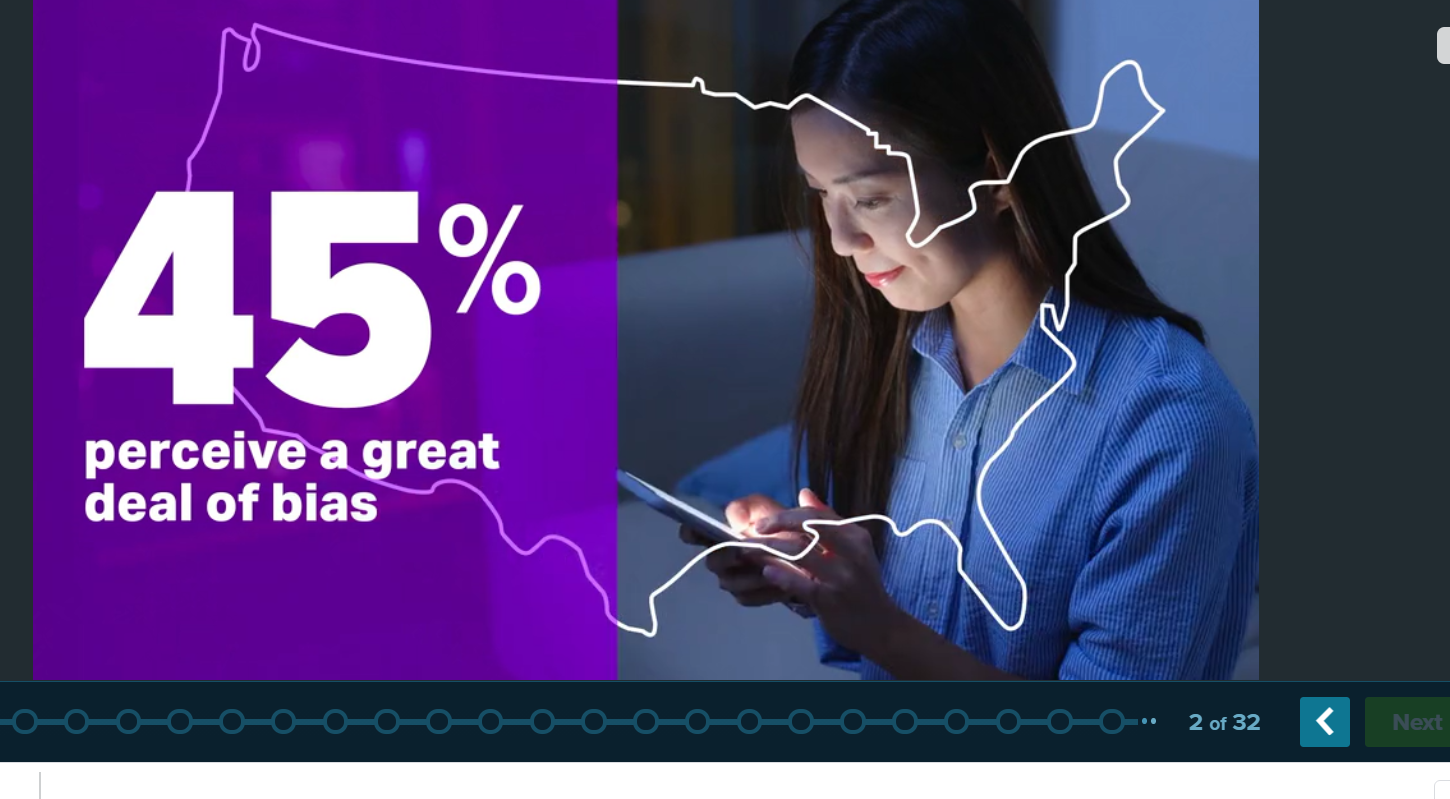 45%
perceive a great
deal of bias
2 of 32
Next